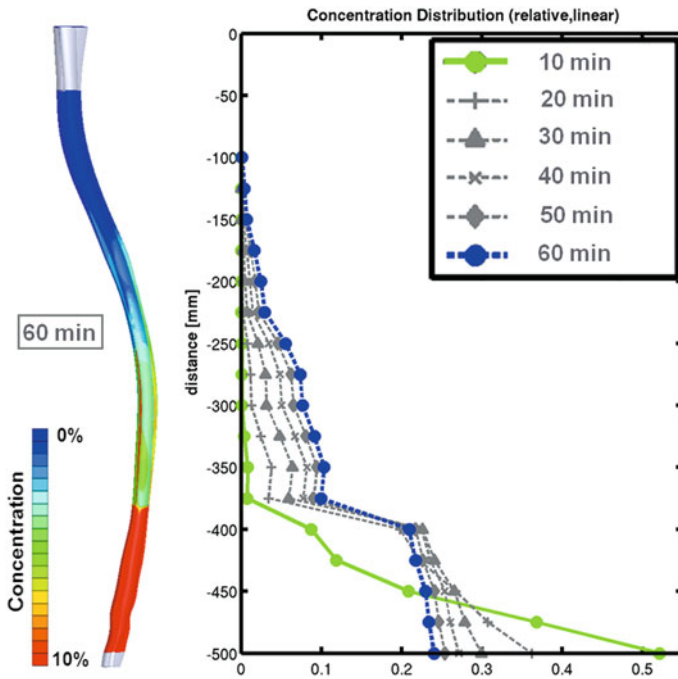 Concentration Distribution (relative,linear)
10 min
20 min
30 min
40 min
50 min
60 min
0
-50
-100
-150
-200
-250
-300
-350
-400
-450
-500
distance [mm]
0
0.1
0.2
0.3
0.4
0.5
60 min
0%
10%
Concentration